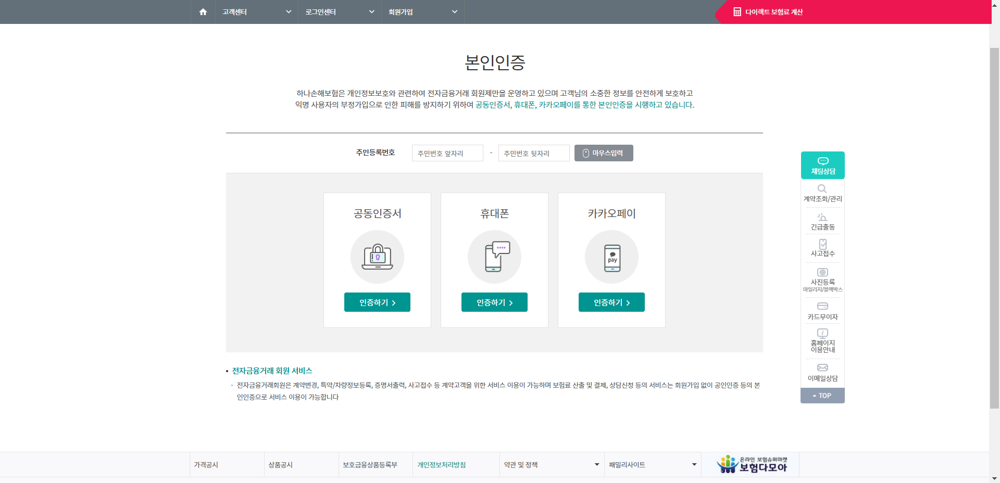 고객센터
로그인센터
회원가입
다이렉트 보험료 계산
본인인증
하나손해보험은 개인정보보호와 관련하여 전자금융거래 회원제만을 운영하고 있으며 고객님의 소중한 정보를 안전하게 보호하고
익명 사용자의 부정가입으로 인한 피해를 방지하기 위하여 공동인증서, 휴대폰, 카카오페이를 통한 본인인증을 시행하고 있습니다.
주민등록번호
주민번호 앞자리
-
주민번호 뒷자리
마우스입력
공동인증서
휴대폰
카카오페이
****
pay
인증하기
인증하기
인증하기
채팅상담
계약조회/관리
긴급출동
사고접수
사진등록
마일리지/블랙박스
카드무이자
홈페이지
이용안내
이메일상담
TOP
• 전자금융거래 회원 서비스
· 전자금융거래회원은 계약변경, 특약/차량정보등록, 증명서출력, 사고접수 등 계약고객을 위한 서비스 이용이 가능하며 보험료 산출 및 결제, 상담신청 등의 서비스는 회원가입 없이 공인인증 등의 본
인인증으로 서비스 이용이 가능합니다
가격공시
상품공시
보호금융상품등록부
개인정보처리방침
약관 및 정책
패밀리사이트
온라인 보험슈퍼마켓
보험다모아